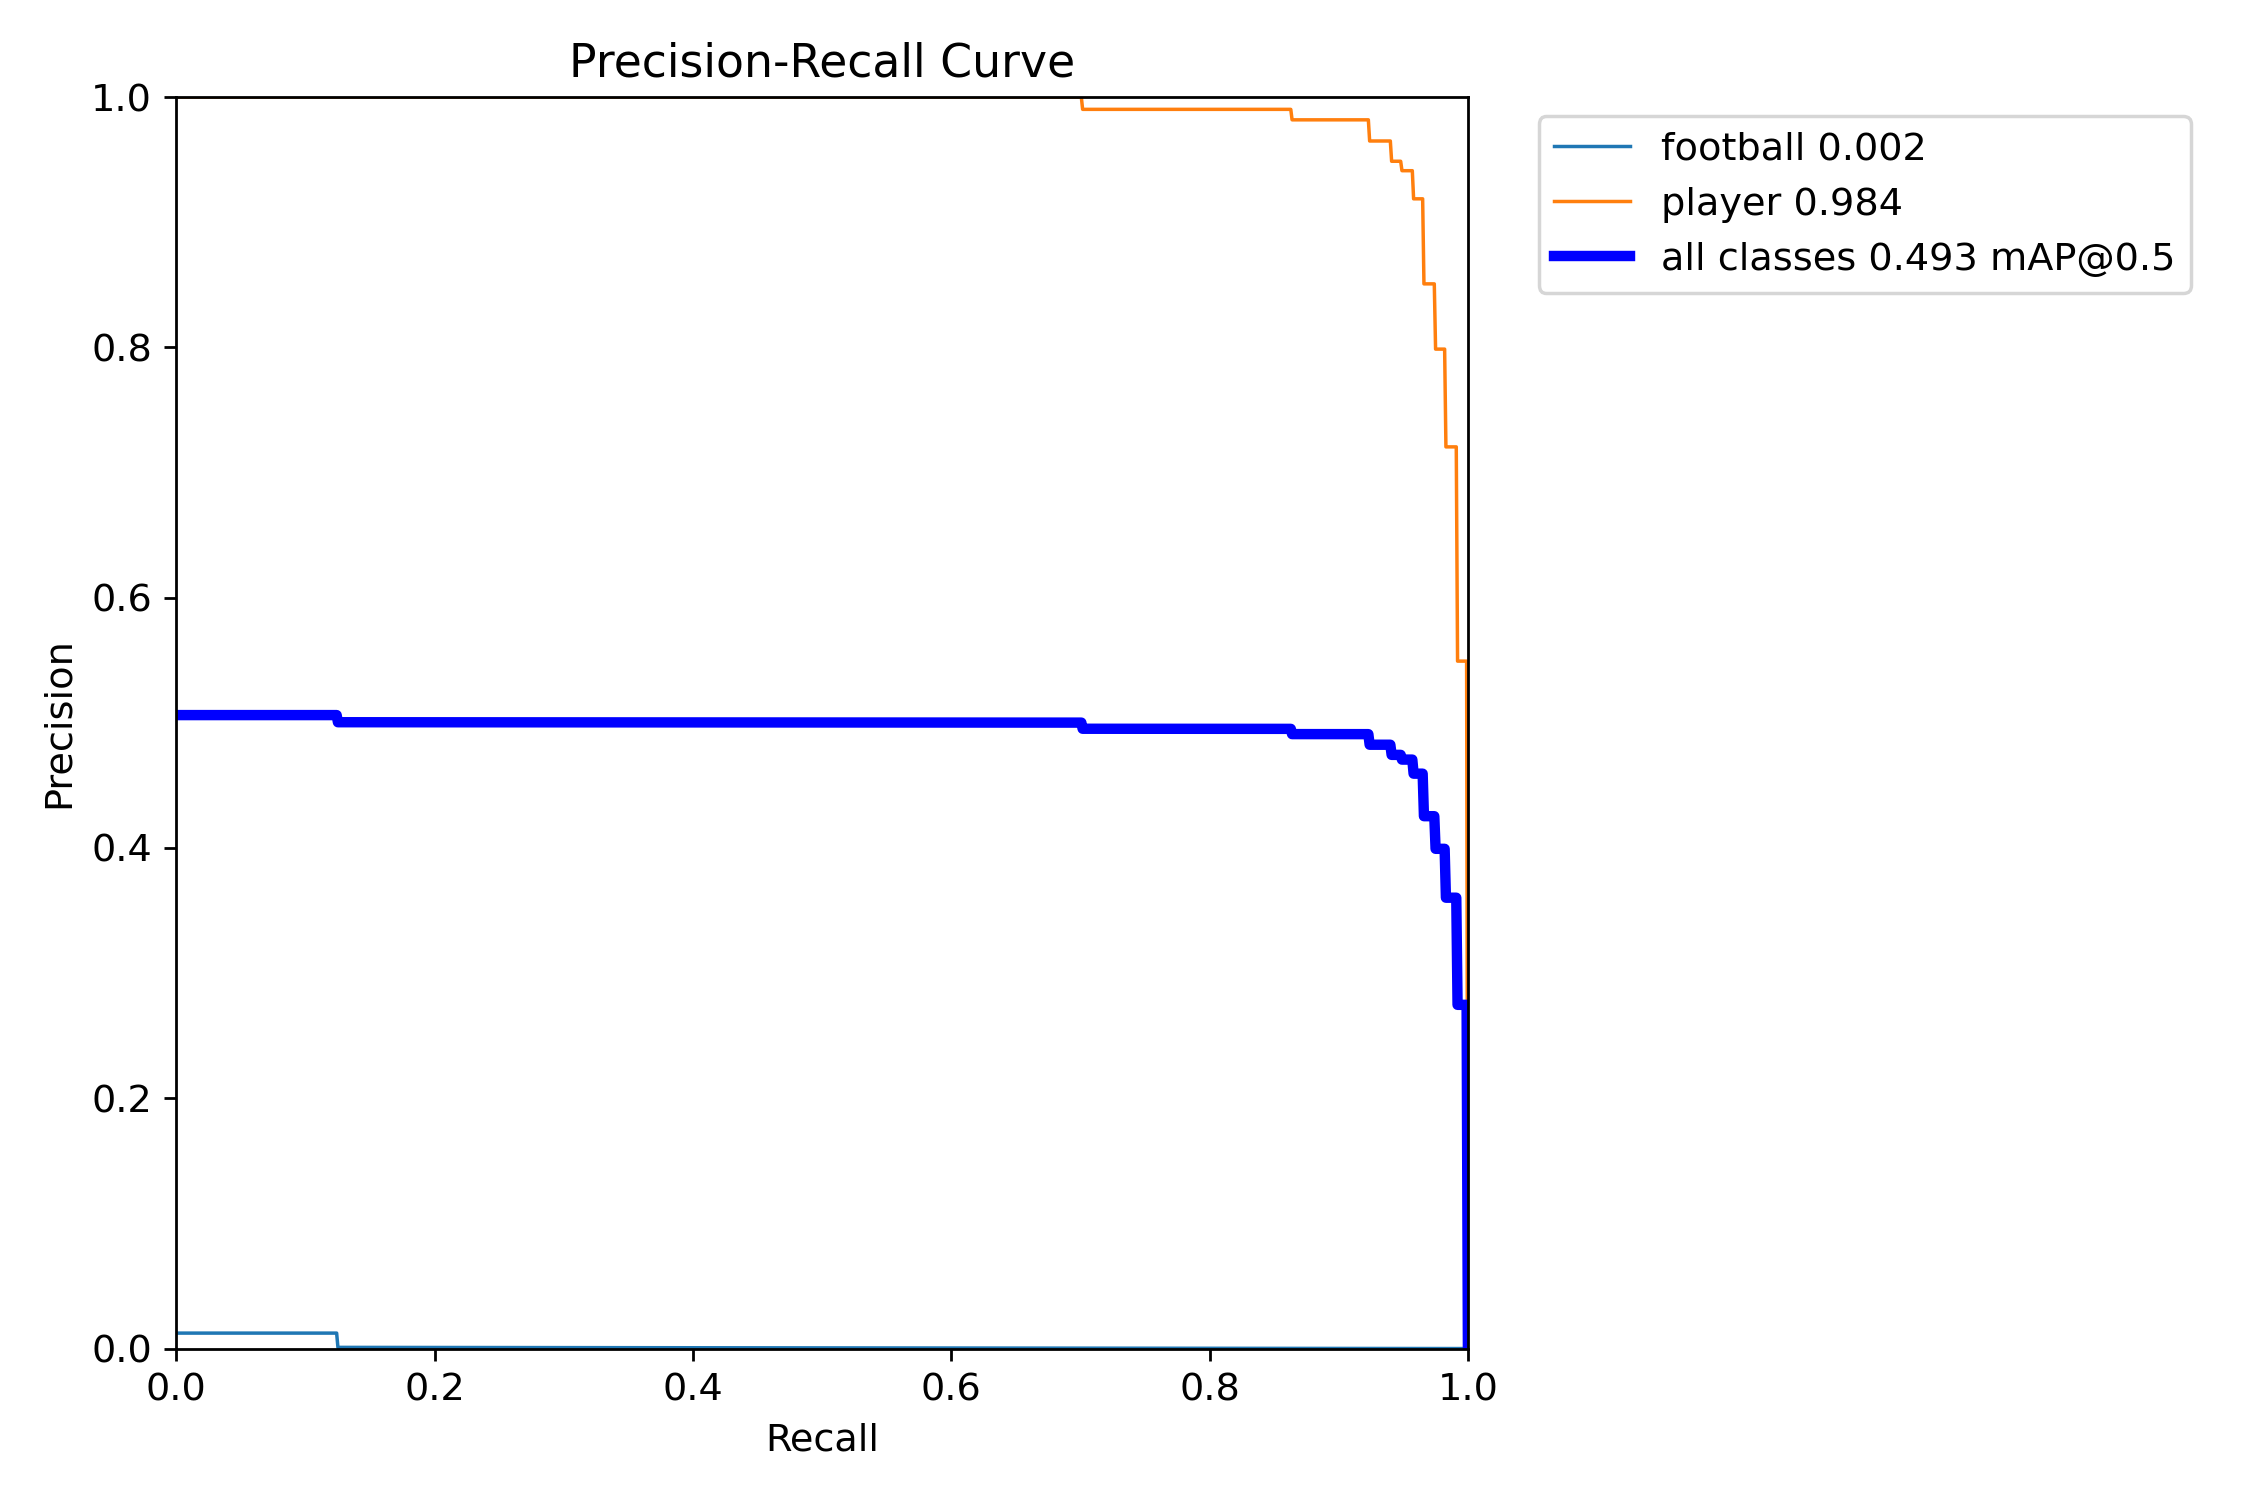 Precision-Recall Curve
1.0
0.8
0.6
0.4
0.2
0.0
Precision
0.0 0.2 0.4 0.6 0.8 1.0
Recall
football 0.002
player 0.984
all classes 0.493 mAP@0.5